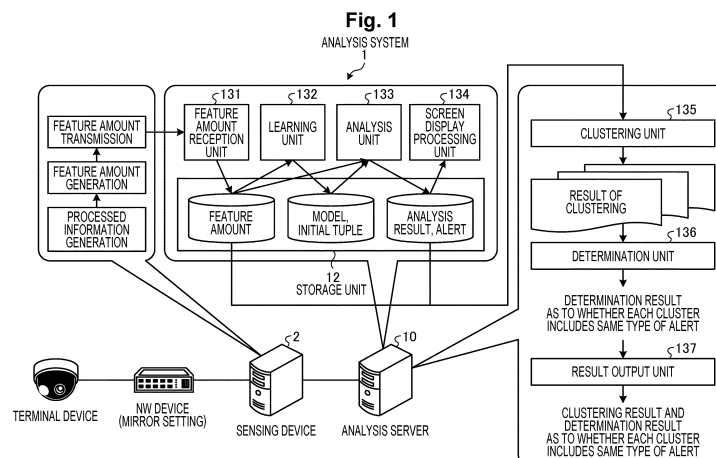 Fig. 1
ANALYSIS SYSTEM
1
131
132
133
134
FEATURE
AMOUNT
RECEPTION
UNIT
LEARNING
UNIT
ANALYSIS
UNIT
SCREEN
DISPLAY
PROCESSING
UNIT
FEATURE AMOUNT
TRANSMISSION
FEATURE AMOUNT
GENERATION
PROCESSED
INFORMATION
GENERATION
FEATURE
AMOUNT
MODEL,
INITIAL TUPLE
ANALYSIS
RESULT, ALERT
12
STORAGE UNIT
135
CLUSTERING UNIT
RESULT OF
CLUSTERING
136
DETERMINATION UNIT
DETERMINATION RESULT
AS TO WHETHER EACH CLUSTER
INCLUDES SAME TYPE OF ALERT
137
RESULT OUTPUT UNIT
CLUSTERING RESULT AND
DETERMINATION RESULT
AS TO WHETHER EACH CLUSTER
INCLUDES SAME TYPE OF ALERT
2
10
TERMINAL DEVICE
NW DEVICE
(MIRROR SETTING)
SENSING DEVICE
ANALYSIS SERVER